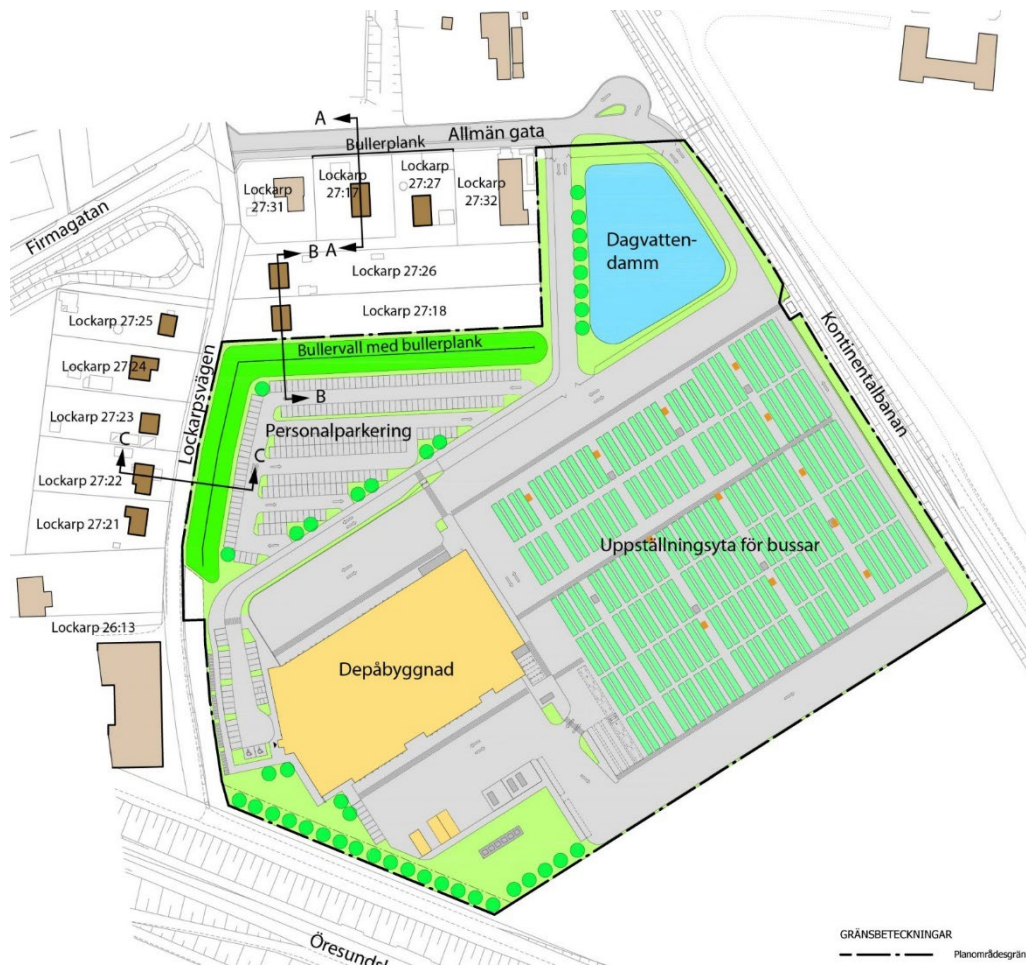 A
Allmän gata
Bullerplank
Lockarp
27:31
Lockarp
27:17
Lockarp
27:27
Lockarp
27:32
Firmagatan
B
A
Lockarp 27:26
Dagvatten-
damm
Lockarp 27:18
Lockarp 27:25
Bullervall med bullerplank
Kontinentalbanan
Lockarp 27:24
Lockarpsvägen
B
Lockarp 27:23
Personalparkering
C
C
Lockarp 27:22
Lockarp 27:21
Uppställningsyta för bussar
Lockarp 26:13
Depåbyggnad
GRÄNSBETECKNINGAR